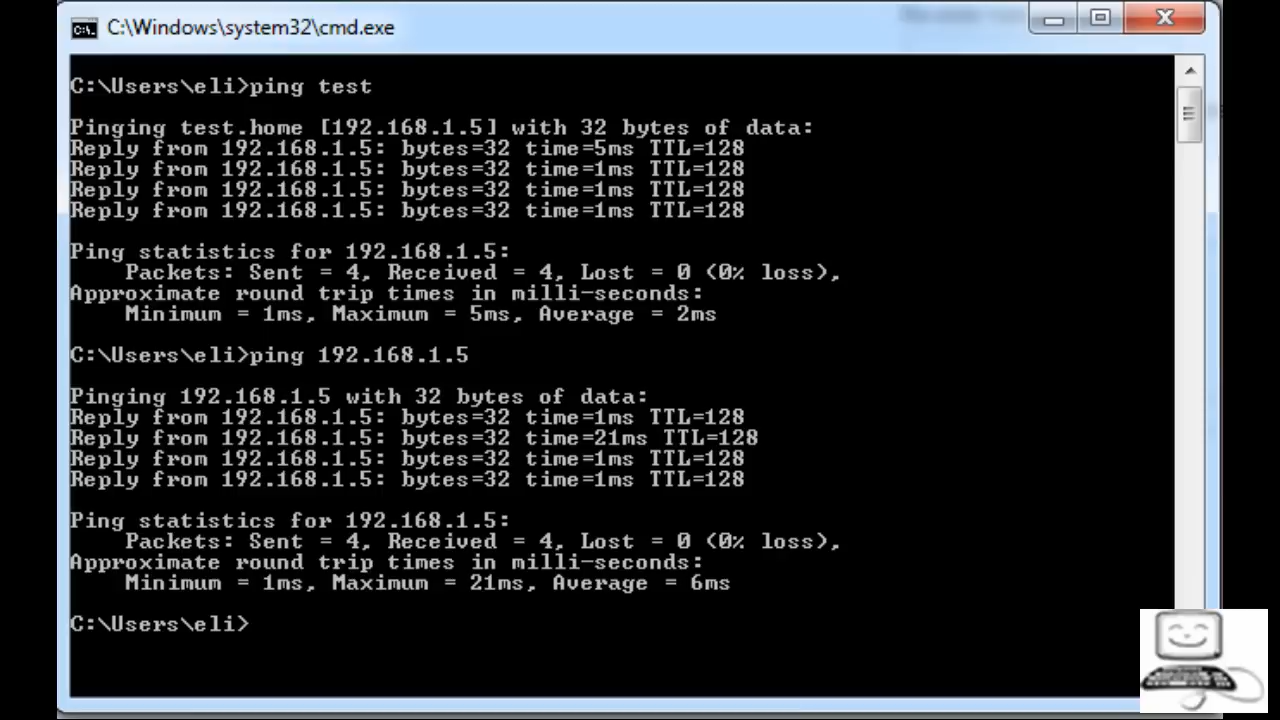 C:\Windows\system32\cmd.exe
C:\Users\eli>ping test
Pinging test.home [192.168.1.5] with 32 bytes of data:
Reply from 192.168.1.5: bytes=32 time=5ms TTL=128
Reply from 192.168.1.5: bytes=32 time=1ms TTL=128
Reply from 192.168.1.5: bytes=32 time=1ms TTL=128
Reply from 192.168.1.5: bytes=32 time=1ms TTL=128
Ping statistics for 192.168.1.5:
    Packets: Sent = 4, Received = 4, Lost = 0 (0% loss),
Approximate round trip times in milli-seconds:
    Minimum = 1ms, Maximum = 5ms, Average = 2ms
C:\Users\eli>ping 192.168.1.5
Pinging 192.168.1.5 with 32 bytes of data:
Reply from 192.168.1.5: bytes=32 time=1ms TTL=128
Reply from 192.168.1.5: bytes=32 time=21ms TTL=128
Reply from 192.168.1.5: bytes=32 time=1ms TTL=128
Reply from 192.168.1.5: bytes=32 time=1ms TTL=128
Ping statistics for 192.168.1.5:
    Packets: Sent = 4, Received = 4, Lost = 0 (0% loss),
Approximate round trip times in milli-seconds:
    Minimum = 1ms, Maximum = 21ms, Average = 6ms
C:\Users\eli>